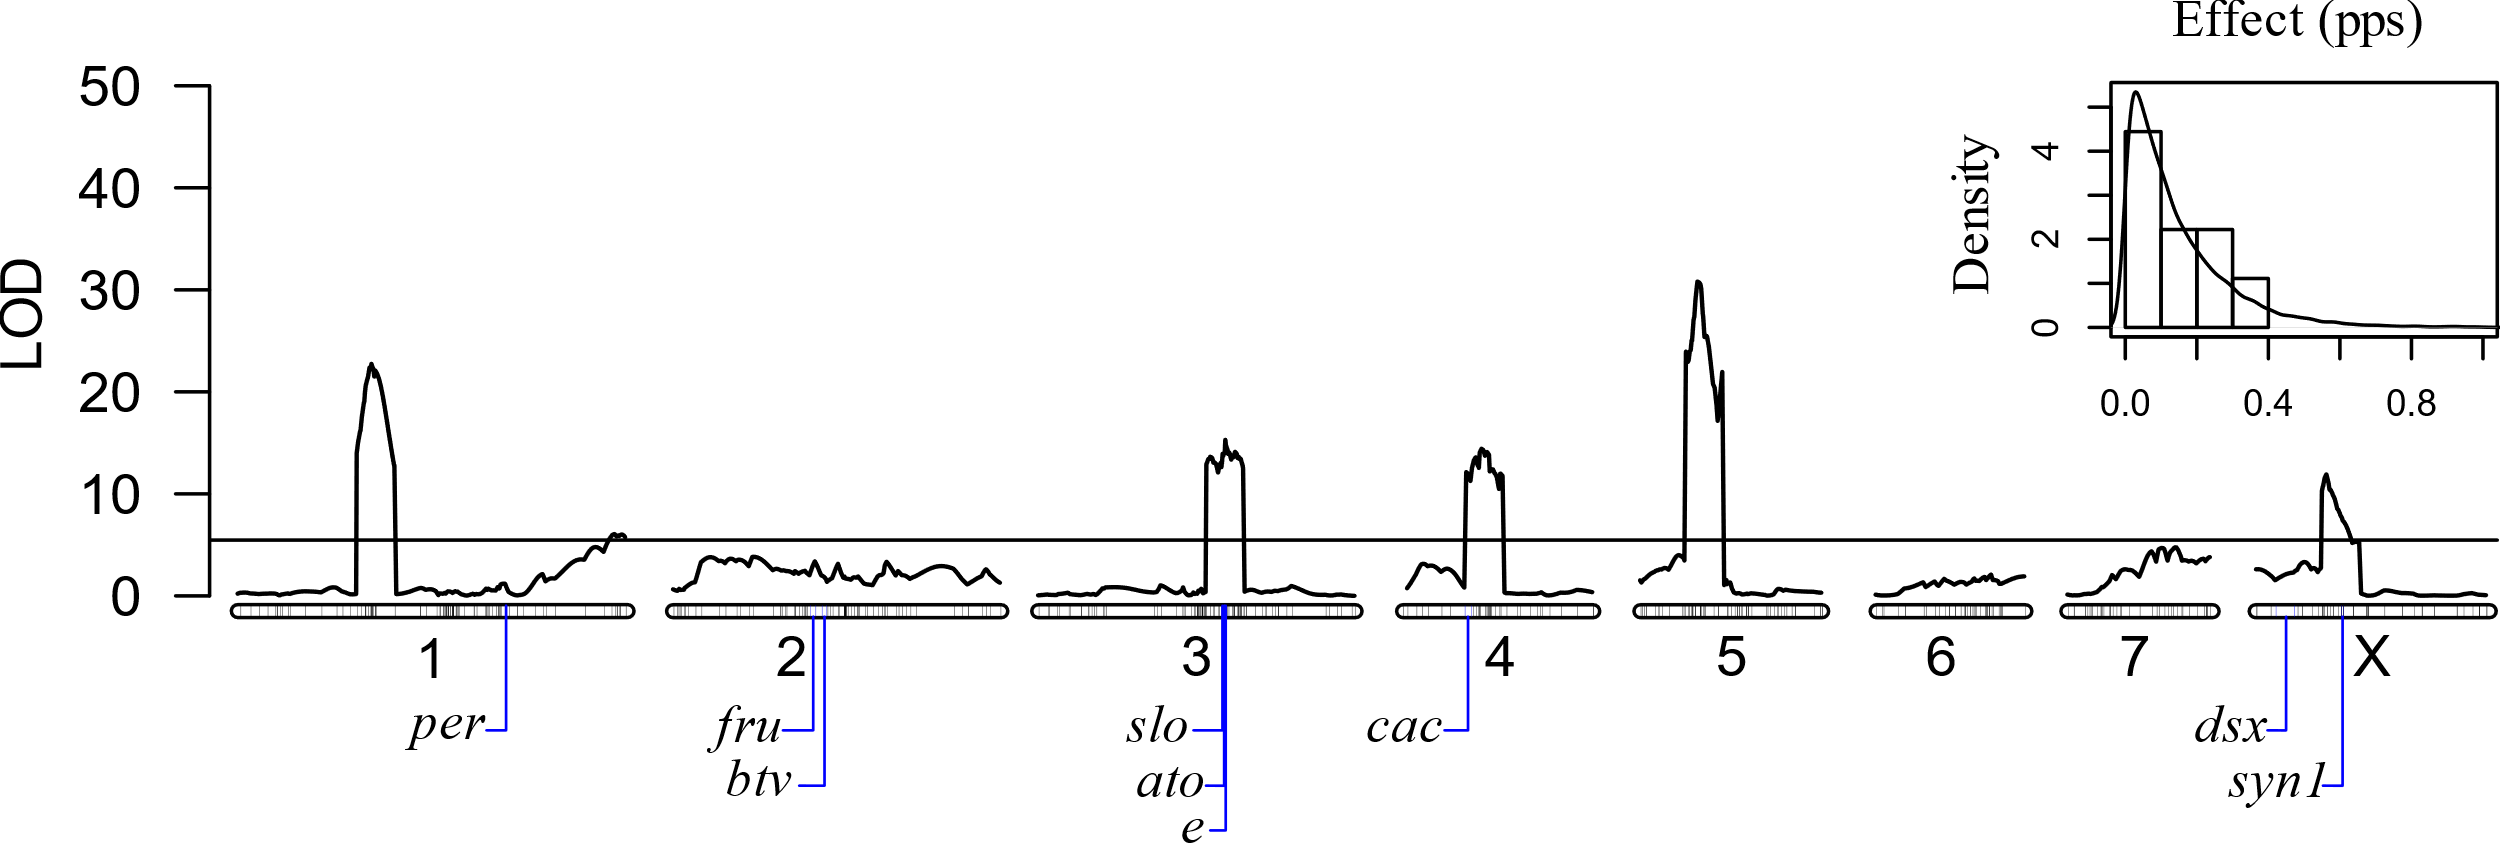 Effect (pps)
50
40
30
20
10
0
LOD
Density
4
2
0
0.0 0.4 0.8
1 2 3 4 5 6 7 X
per fru slo cac dsx
btv ato syn1
e